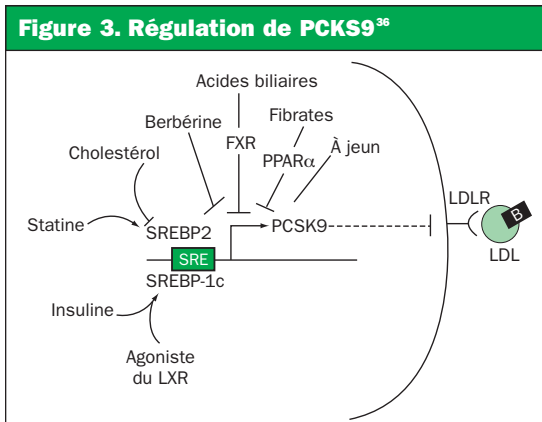 Figure 3. Régulation de PCKS9³⁶
Acides biliaires
Berbérine
Fibrates
FXR
À jeun
Cholestérol
PPARα
LDLR
B
Statine
SREBP2
PCSK9
LDL
SRE
SREBP-1c
Insuline
Agoniste
du LXR